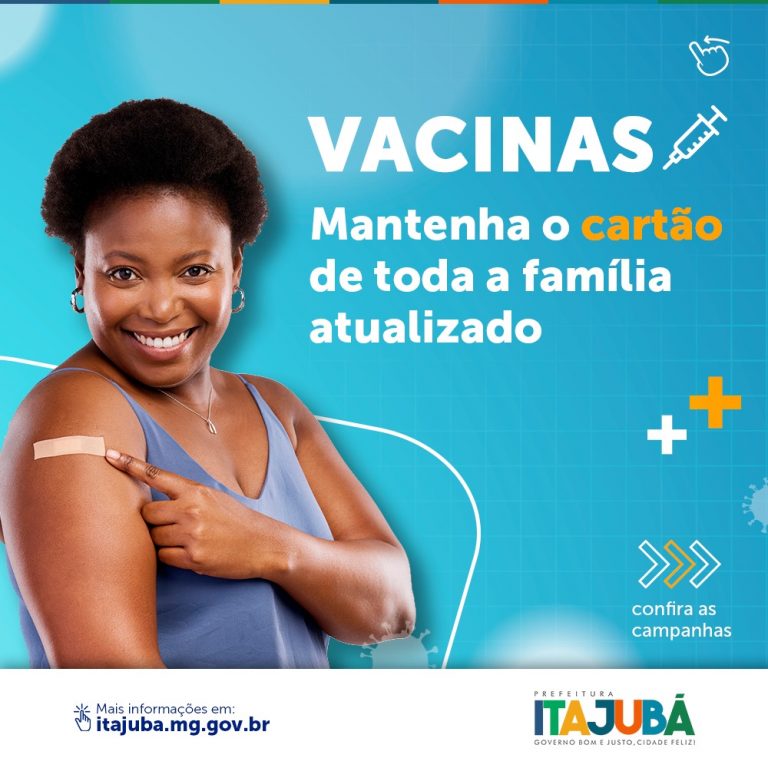 VACINAS
Mantenha o cartão
de toda a família
atualizado
confira as
campanhas
Mais informações em:
itajuba.mg.gov.br
PREFEITURA
ITAJUBÁ
GOVERNO BOM E JUSTO, CIDADE FELIZ!